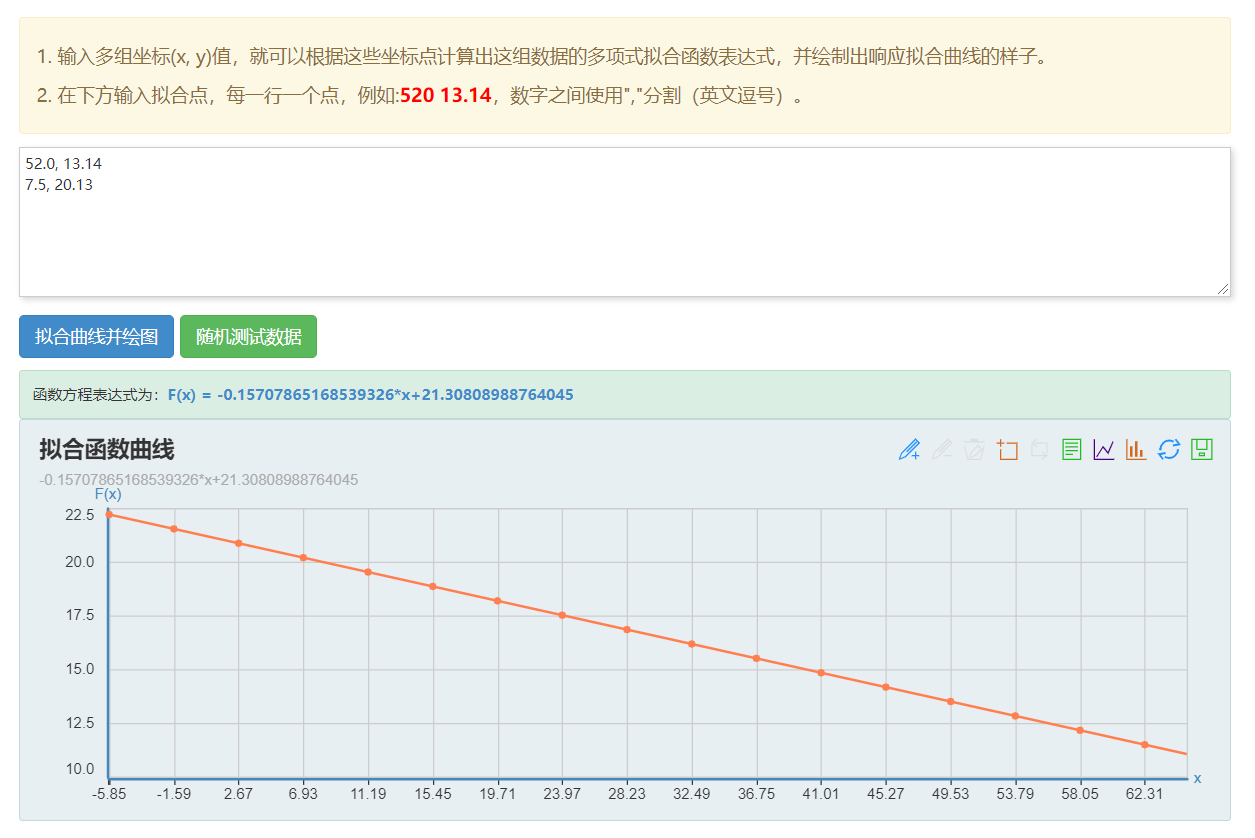 1. 输入多组坐标(x, y)值，就可以根据这些坐标点计算出这组数据的多项式拟合函数表达式，并绘制出响应拟合曲线的样子。
2. 在下方输入拟合点，每一行一个点，例如:520 13.14，数字之间使用","分割（英文逗号）。
52.0, 13.14
7.5, 20.13
拟合曲线并绘图 随机测试数据
函数方程表达式为：F(x) = -0.15707865168539326*x+21.30808988764045
拟合函数曲线
-0.15707865168539326*x+21.30808988764045
F(x)
22.5
20.0
17.5
15.0
12.5
10.0
x
-5.85 -1.59 2.67 6.93 11.19 15.45 19.71 23.97 28.23 32.49 36.75 41.01 45.27 49.53 53.79 58.05 62.31